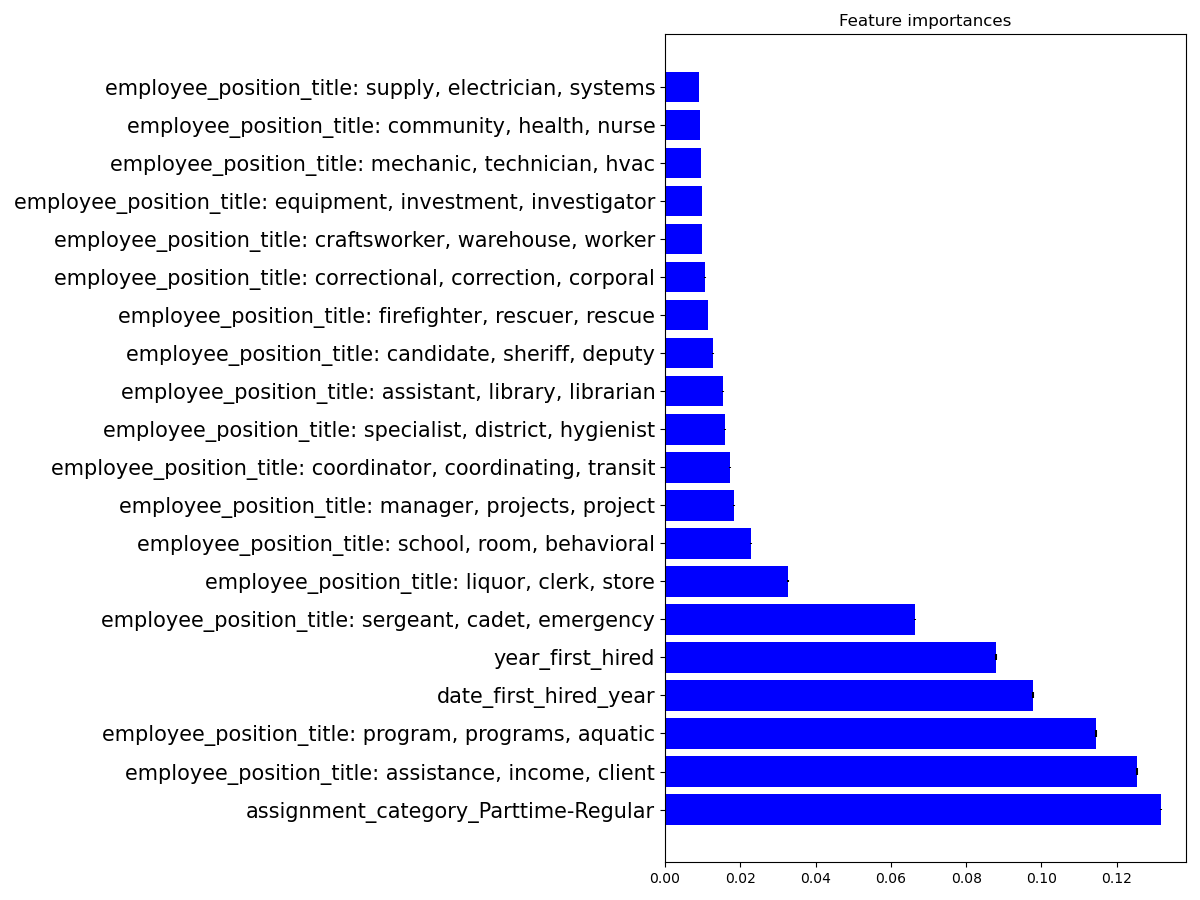 Feature importances
employee_position_title: supply, electrician, systems
employee_position_title: community, health, nurse
employee_position_title: mechanic, technician, hvac
employee_position_title: equipment, investment, investigator
employee_position_title: craftsworker, warehouse, worker
employee_position_title: correctional, correction, corporal
employee_position_title: firefighter, rescuer, rescue
employee_position_title: candidate, sheriff, deputy
employee_position_title: assistant, library, librarian
employee_position_title: specialist, district, hygienist
employee_position_title: coordinator, coordinating, transit
employee_position_title: manager, projects, project
employee_position_title: school, room, behavioral
employee_position_title: liquor, clerk, store
employee_position_title: sergeant, cadet, emergency
year_first_hired
date_first_hired_year
employee_position_title: program, programs, aquatic
employee_position_title: assistance, income, client
assignment_category_Parttime-Regular
0.00 0.02 0.04 0.06 0.08 0.10 0.12